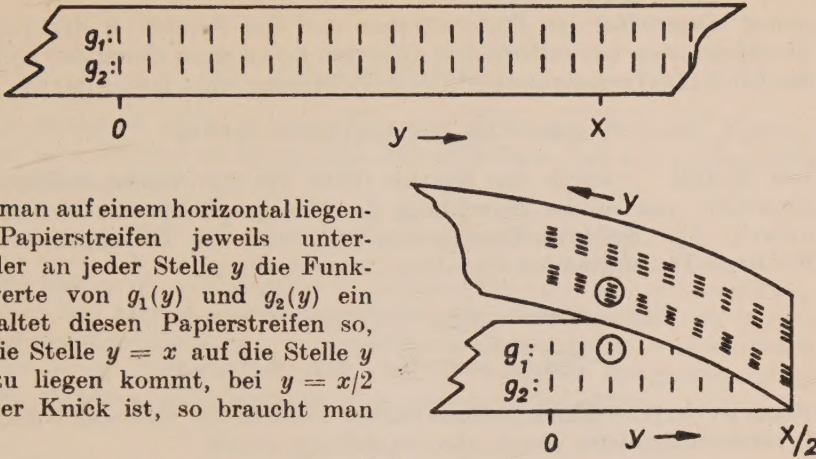 g₁:
g₂:
0 y → x
man auf einem horizontal liegen-
Papierstreifen jeweils unter-
ler an jeder Stelle y die Funk-
werte von g₁(y) und g₂(y) ein
altet diesen Papierstreifen so,
ie Stelle y = x auf die Stelle y
zu liegen kommt, bei y = x/2
er Knick ist, so braucht man
← y
g₁:
g₂:
0 y → x/2